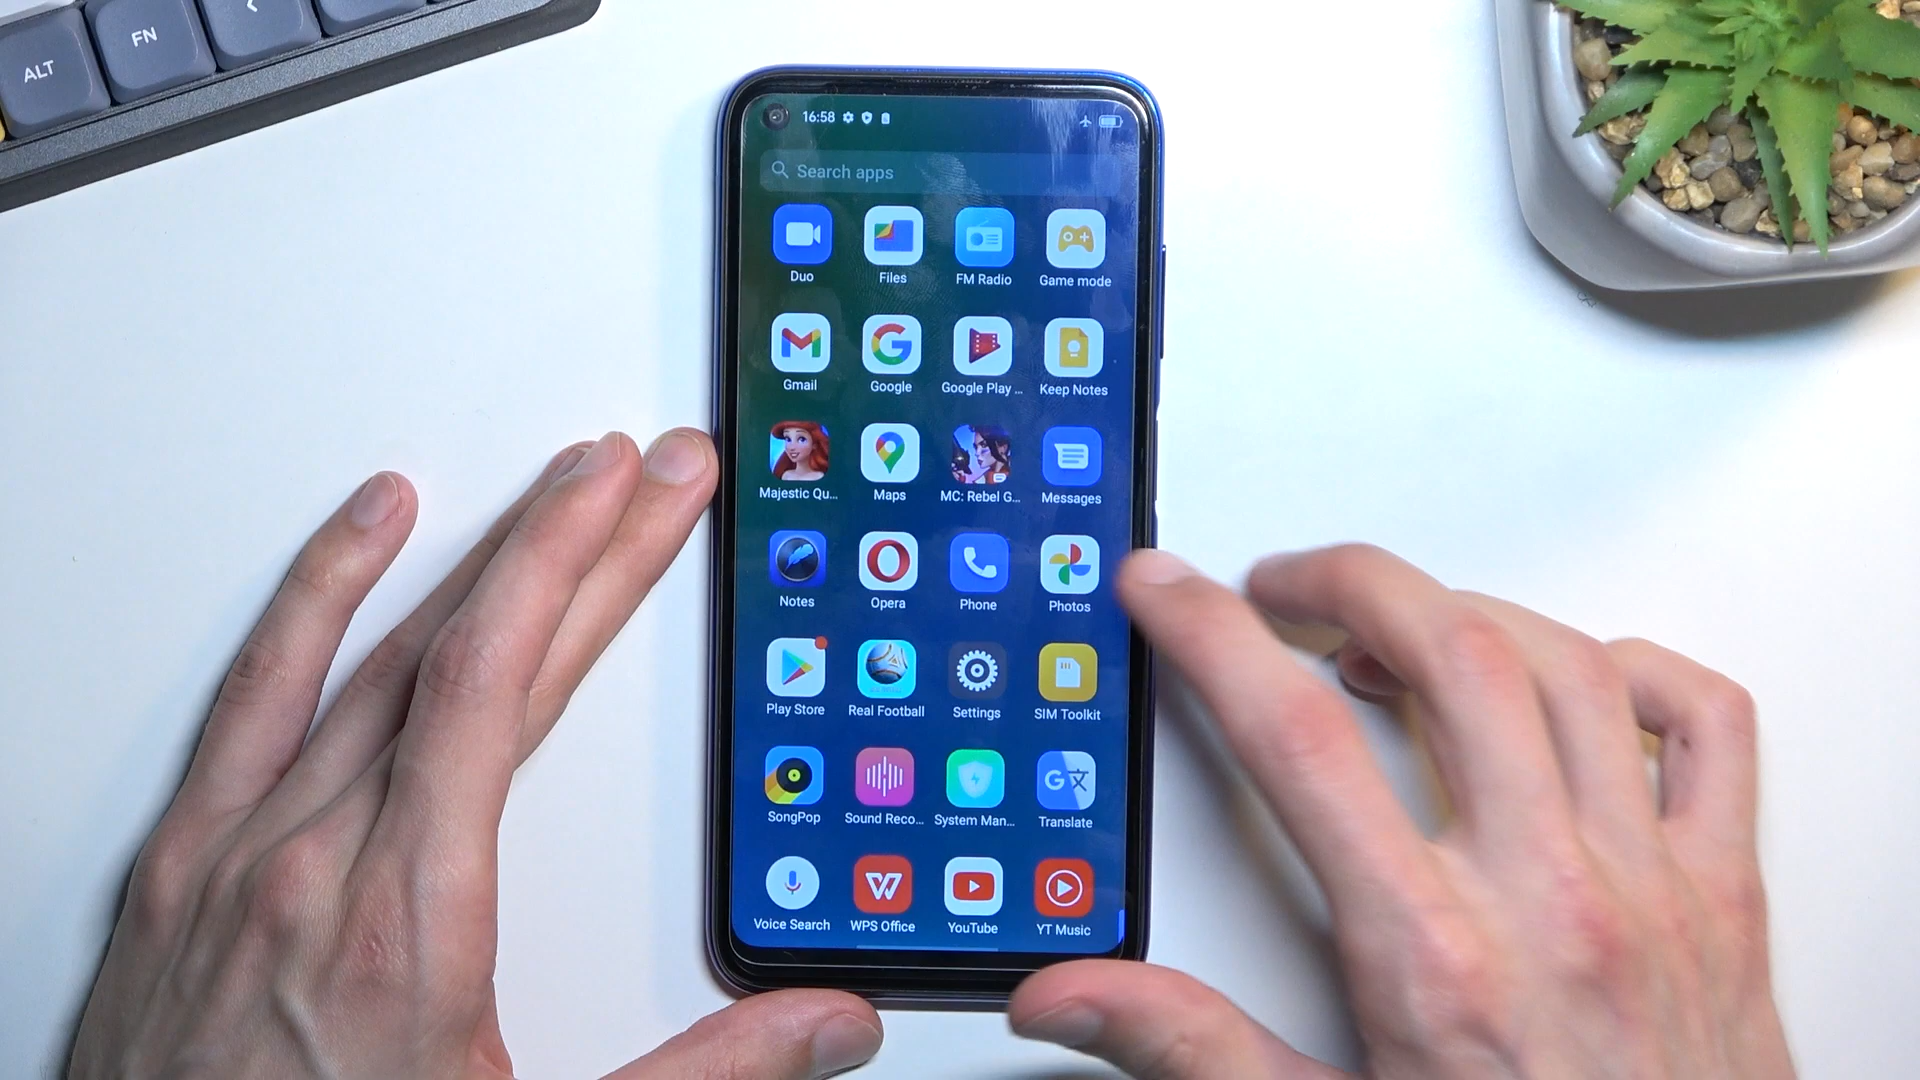 ALT
FN
<
16:58
Search apps
Duo
Files
FM Radio
Game mode
Gmail
Google
Google Play ...
Keep Notes
Majestic Qu...
Maps
MC: Rebel G...
Messages
Notes
Opera
Phone
Photos
Play Store
Real Football
Settings
SIM Toolkit
SongPop
Sound Reco...
System Man...
Translate
Voice Search
WPS Office
YouTube
YT Music